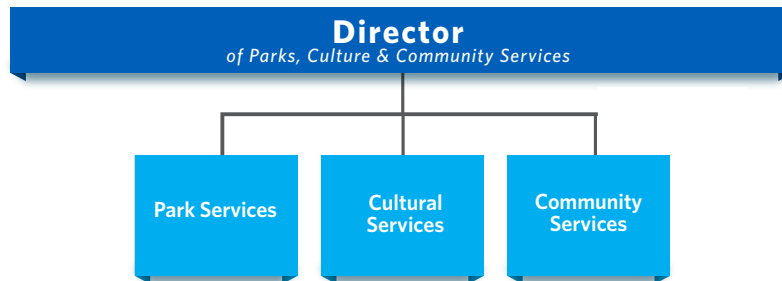 Director
of Parks, Culture & Community Services
Park Services
Cultural
Services
Community
Services